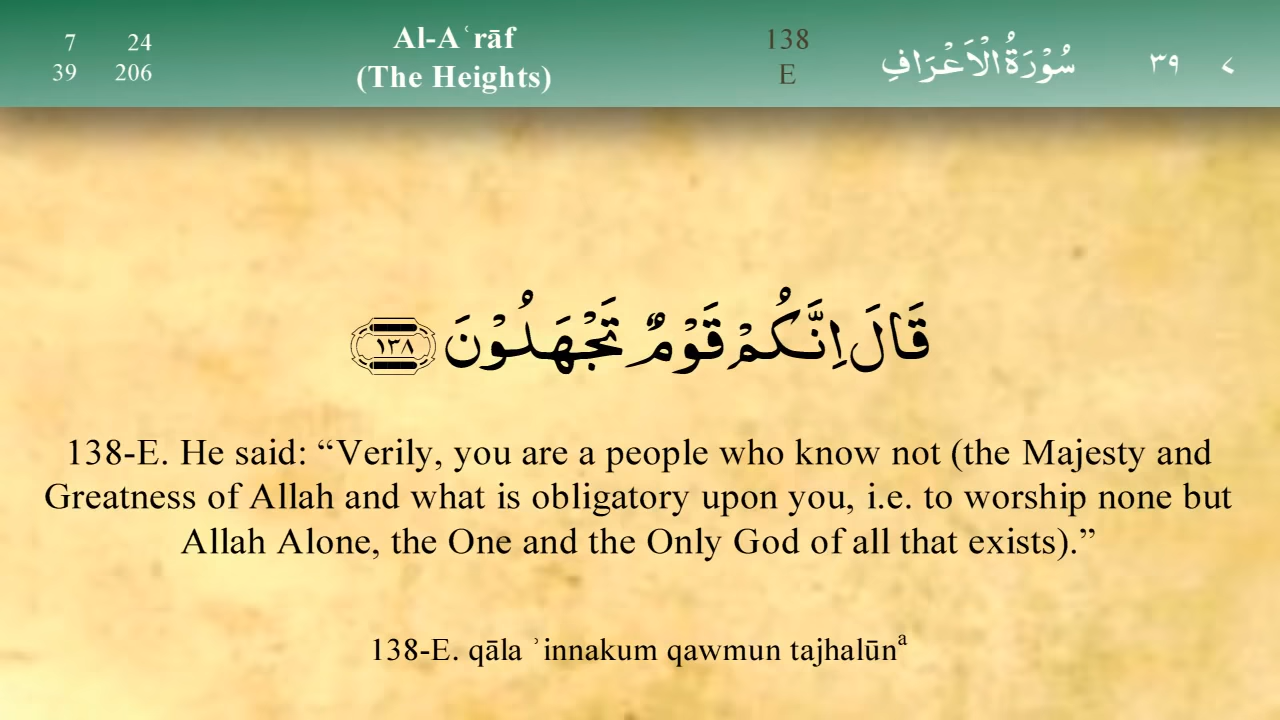 7 24
39 206
Al-Aʿrāf
(The Heights)
138
E
سُوْرَةُ الْاَعْرَافِ ٣٩ ٧
قَالَ اِنَّكُمْ قَوْمٌ تَجْهَلُوْنَ ١٣٨
138-E. He said: “Verily, you are a people who know not (the Majesty and
Greatness of Allah and what is obligatory upon you, i.e. to worship none but
Allah Alone, the One and the Only God of all that exists).”
138-E. qāla ʾinnakum qawmun tajhalūnᵃ